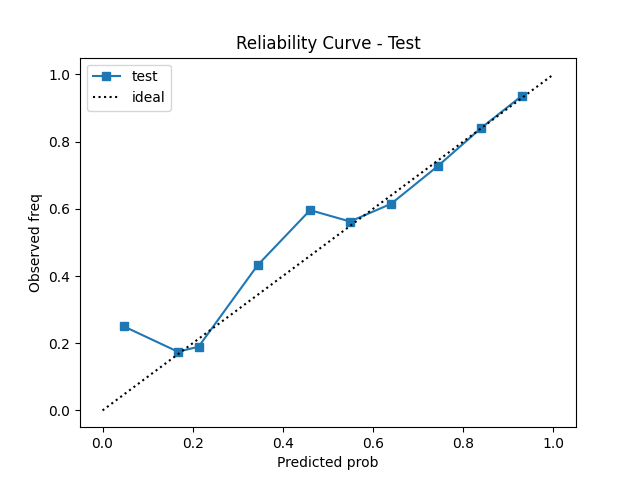 Reliability Curve - Test
test
ideal
1.0
0.8
0.6
0.4
0.2
0.0
Observed freq
0.0 0.2 0.4 0.6 0.8 1.0
Predicted prob